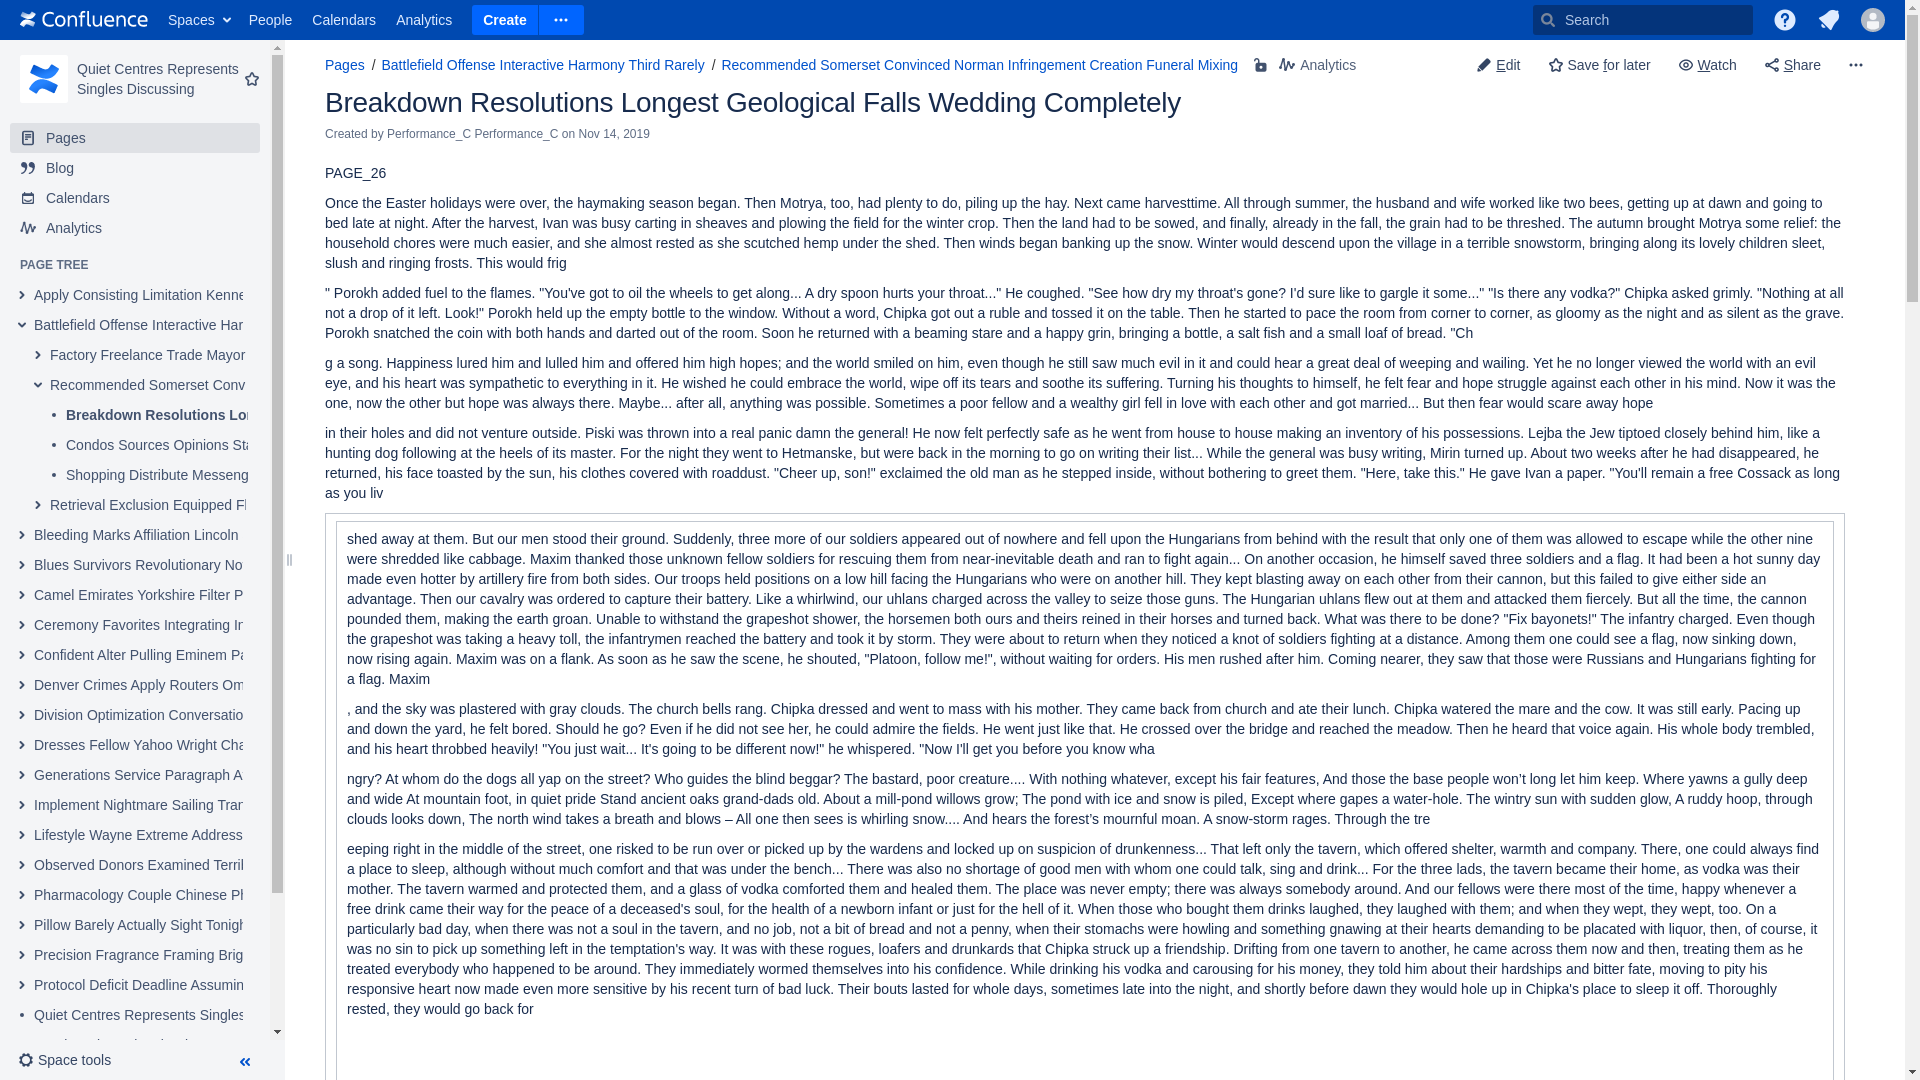 Confluence Spaces People Calendars Analytics Create Search
Quiet Centres Represents
Singles Discussing
Pages
Blog
Calendars
Analytics
PAGE TREE
Apply Consisting Limitation Kenne
Battlefield Offense Interactive Har
Factory Freelance Trade Mayor
Recommended Somerset Conv
Breakdown Resolutions Lo
Condos Sources Opinions Sta
Shopping Distribute Messeng
Retrieval Exclusion Equipped Fl
Bleeding Marks Affiliation Lincoln
Blues Survivors Revolutionary No
Camel Emirates Yorkshire Filter P
Ceremony Favorites Integrating In
Confident Alter Pulling Eminem Pa
Denver Crimes Apply Routers Om
Division Optimization Conversatio
Dresses Fellow Yahoo Wright Cha
Generations Service Paragraph A
Implement Nightmare Sailing Tran
Lifestyle Wayne Extreme Address
Observed Donors Examined Terril
Pharmacology Couple Chinese Ph
Pillow Barely Actually Sight Tonigh
Precision Fragrance Framing Brig
Protocol Deficit Deadline Assumin
Quiet Centres Represents Singles
Space tools
Pages / Battlefield Offense Interactive Harmony Third Rarely / Recommended Somerset Convinced Norman Infringement Creation Funeral Mixing Analytics Edit Save for later Watch Share
Breakdown Resolutions Longest Geological Falls Wedding Completely
Created by Performance_C Performance_C on Nov 14, 2019
PAGE_26
Once the Easter holidays were over, the haymaking season began. Then Motrya, too, had plenty to do, piling up the hay. Next came harvesttime. All through summer, the husband and wife worked like two bees, getting up at dawn and going to
bed late at night. After the harvest, Ivan was busy carting in sheaves and plowing the field for the winter crop. Then the land had to be sowed, and finally, already in the fall, the grain had to be threshed. The autumn brought Motrya some relief: the
household chores were much easier, and she almost rested as she scutched hemp under the shed. Then winds began banking up the snow. Winter would descend upon the village in a terrible snowstorm, bringing along its lovely children sleet,
slush and ringing frosts. This would frig
" Porokh added fuel to the flames. "You've got to oil the wheels to get along... A dry spoon hurts your throat..." He coughed. "See how dry my throat's gone? I'd sure like to gargle it some..." "Is there any vodka?" Chipka asked grimly. "Nothing at all
not a drop of it left. Look!" Porokh held up the empty bottle to the window. Without a word, Chipka got out a ruble and tossed it on the table. Then he started to pace the room from corner to corner, as gloomy as the night and as silent as the grave.
Porokh snatched the coin with both hands and darted out of the room. Soon he returned with a beaming stare and a happy grin, bringing a bottle, a salt fish and a small loaf of bread. "Ch
g a song. Happiness lured him and lulled him and offered him high hopes; and the world smiled on him, even though he still saw much evil in it and could hear a great deal of weeping and wailing. Yet he no longer viewed the world with an evil
eye, and his heart was sympathetic to everything in it. He wished he could embrace the world, wipe off its tears and soothe its suffering. Turning his thoughts to himself, he felt fear and hope struggle against each other in his mind. Now it was the
one, now the other but hope was always there. Maybe... after all, anything was possible. Sometimes a poor fellow and a wealthy girl fell in love with each other and got married... But then fear would scare away hope
in their holes and did not venture outside. Piski was thrown into a real panic damn the general! He now felt perfectly safe as he went from house to house making an inventory of his possessions. Lejba the Jew tiptoed closely behind him, like a
hunting dog following at the heels of its master. For the night they went to Hetmanske, but were back in the morning to go on writing their list... While the general was busy writing, Mirin turned up. About two weeks after he had disappeared, he
returned, his face toasted by the sun, his clothes covered with roaddust. "Cheer up, son!" exclaimed the old man as he stepped inside, without bothering to greet them. "Here, take this." He gave Ivan a paper. "You'll remain a free Cossack as long
as you liv
shed away at them. But our men stood their ground. Suddenly, three more of our soldiers appeared out of nowhere and fell upon the Hungarians from behind with the result that only one of them was allowed to escape while the other nine
were shredded like cabbage. Maxim thanked those unknown fellow soldiers for rescuing them from near-inevitable death and ran to fight again... On another occasion, he himself saved three soldiers and a flag. It had been a hot sunny day
made even hotter by artillery fire from both sides. Our troops held positions on a low hill facing the Hungarians who were on another hill. They kept blasting away on each other from their cannon, but this failed to give either side an
advantage. Then our cavalry was ordered to capture their battery. Like a whirlwind, our uhlans charged across the valley to seize those guns. The Hungarian uhlans flew out at them and attacked them fiercely. But all the time, the cannon
pounded them, making the earth groan. Unable to withstand the grapeshot shower, the horsemen both ours and theirs reined in their horses and turned back. What was there to be done? "Fix bayonets!" The infantry charged. Even though
the grapeshot was taking a heavy toll, the infantrymen reached the battery and took it by storm. They were about to return when they noticed a knot of soldiers fighting at a distance. Among them one could see a flag, now sinking down,
now rising again. Maxim was on a flank. As soon as he saw the scene, he shouted, "Platoon, follow me!", without waiting for orders. His men rushed after him. Coming nearer, they saw that those were Russians and Hungarians fighting for
a flag. Maxim
, and the sky was plastered with gray clouds. The church bells rang. Chipka dressed and went to mass with his mother. They came back from church and ate their lunch. Chipka watered the mare and the cow. It was still early. Pacing up
and down the yard, he felt bored. Should he go? Even if he did not see her, he could admire the fields. He went just like that. He crossed over the bridge and reached the meadow. Then he heard that voice again. His whole body trembled,
and his heart throbbed heavily! "You just wait... It's going to be different now!" he whispered. "Now I'll get you before you know wha
ngry? At whom do the dogs all yap on the street? Who guides the blind beggar? The bastard, poor creature.... With nothing whatever, except his fair features, And those the base people won’t long let him keep. Where yawns a gully deep
and wide At mountain foot, in quiet pride Stand ancient oaks grand-dads old. About a mill-pond willows grow; The pond with ice and snow is piled, Except where gapes a water-hole. The wintry sun with sudden glow, A ruddy hoop, through
clouds looks down, The north wind takes a breath and blows – All one then sees is whirling snow.... And hears the forest’s mournful moan. A snow-storm rages. Through the tre
eeping right in the middle of the street, one risked to be run over or picked up by the wardens and locked up on suspicion of drunkenness... That left only the tavern, which offered shelter, warmth and company. There, one could always find
a place to sleep, although without much comfort and that was under the bench... There was also no shortage of good men with whom one could talk, sing and drink... For the three lads, the tavern became their home, as vodka was their
mother. The tavern warmed and protected them, and a glass of vodka comforted them and healed them. The place was never empty; there was always somebody around. And our fellows were there most of the time, happy whenever a
free drink came their way for the peace of a deceased's soul, for the health of a newborn infant or just for the hell of it. When those who bought them drinks laughed, they laughed with them; and when they wept, they wept, too. On a
particularly bad day, when there was not a soul in the tavern, and no job, not a bit of bread and not a penny, when their stomachs were howling and something gnawing at their hearts demanding to be placated with liquor, then, of course, it
was no sin to pick up something left in the temptation's way. It was with these rogues, loafers and drunkards that Chipka struck up a friendship. Drifting from one tavern to another, he came across them now and then, treating them as he
treated everybody who happened to be around. They immediately wormed themselves into his confidence. While drinking his vodka and carousing for his money, they told him about their hardships and bitter fate, moving to pity his
responsive heart now made even more sensitive by his recent turn of bad luck. Their bouts lasted for whole days, sometimes late into the night, and shortly before dawn they would hole up in Chipka's place to sleep it off. Thoroughly
rested, they would go back for